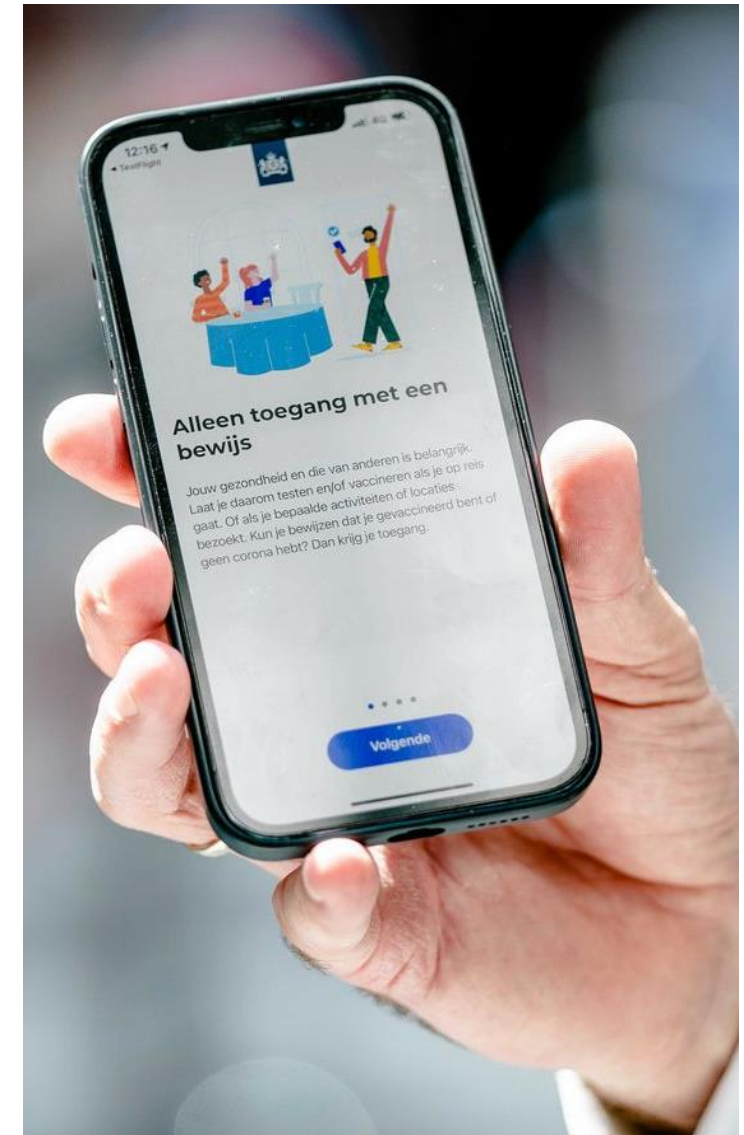 12:16
4G
◀ TestFlight
Alleen toegang met een
bewijs
Jouw gezondheid en die van anderen is belangrijk.
Laat je daarom testen en/of vaccineren als je op reis
gaat. Of als je bepaalde activiteiten of locaties
bezoekt. Kun je bewijzen dat je gevaccineerd bent of
geen corona hebt? Dan krijg je toegang.
Volgende